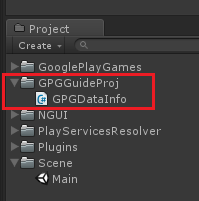 Project
Create
GooglePlayGames
GPGGuideProj
GPGDataInfo
NGUI
PlayServicesResolver
Plugins
Scene
Main